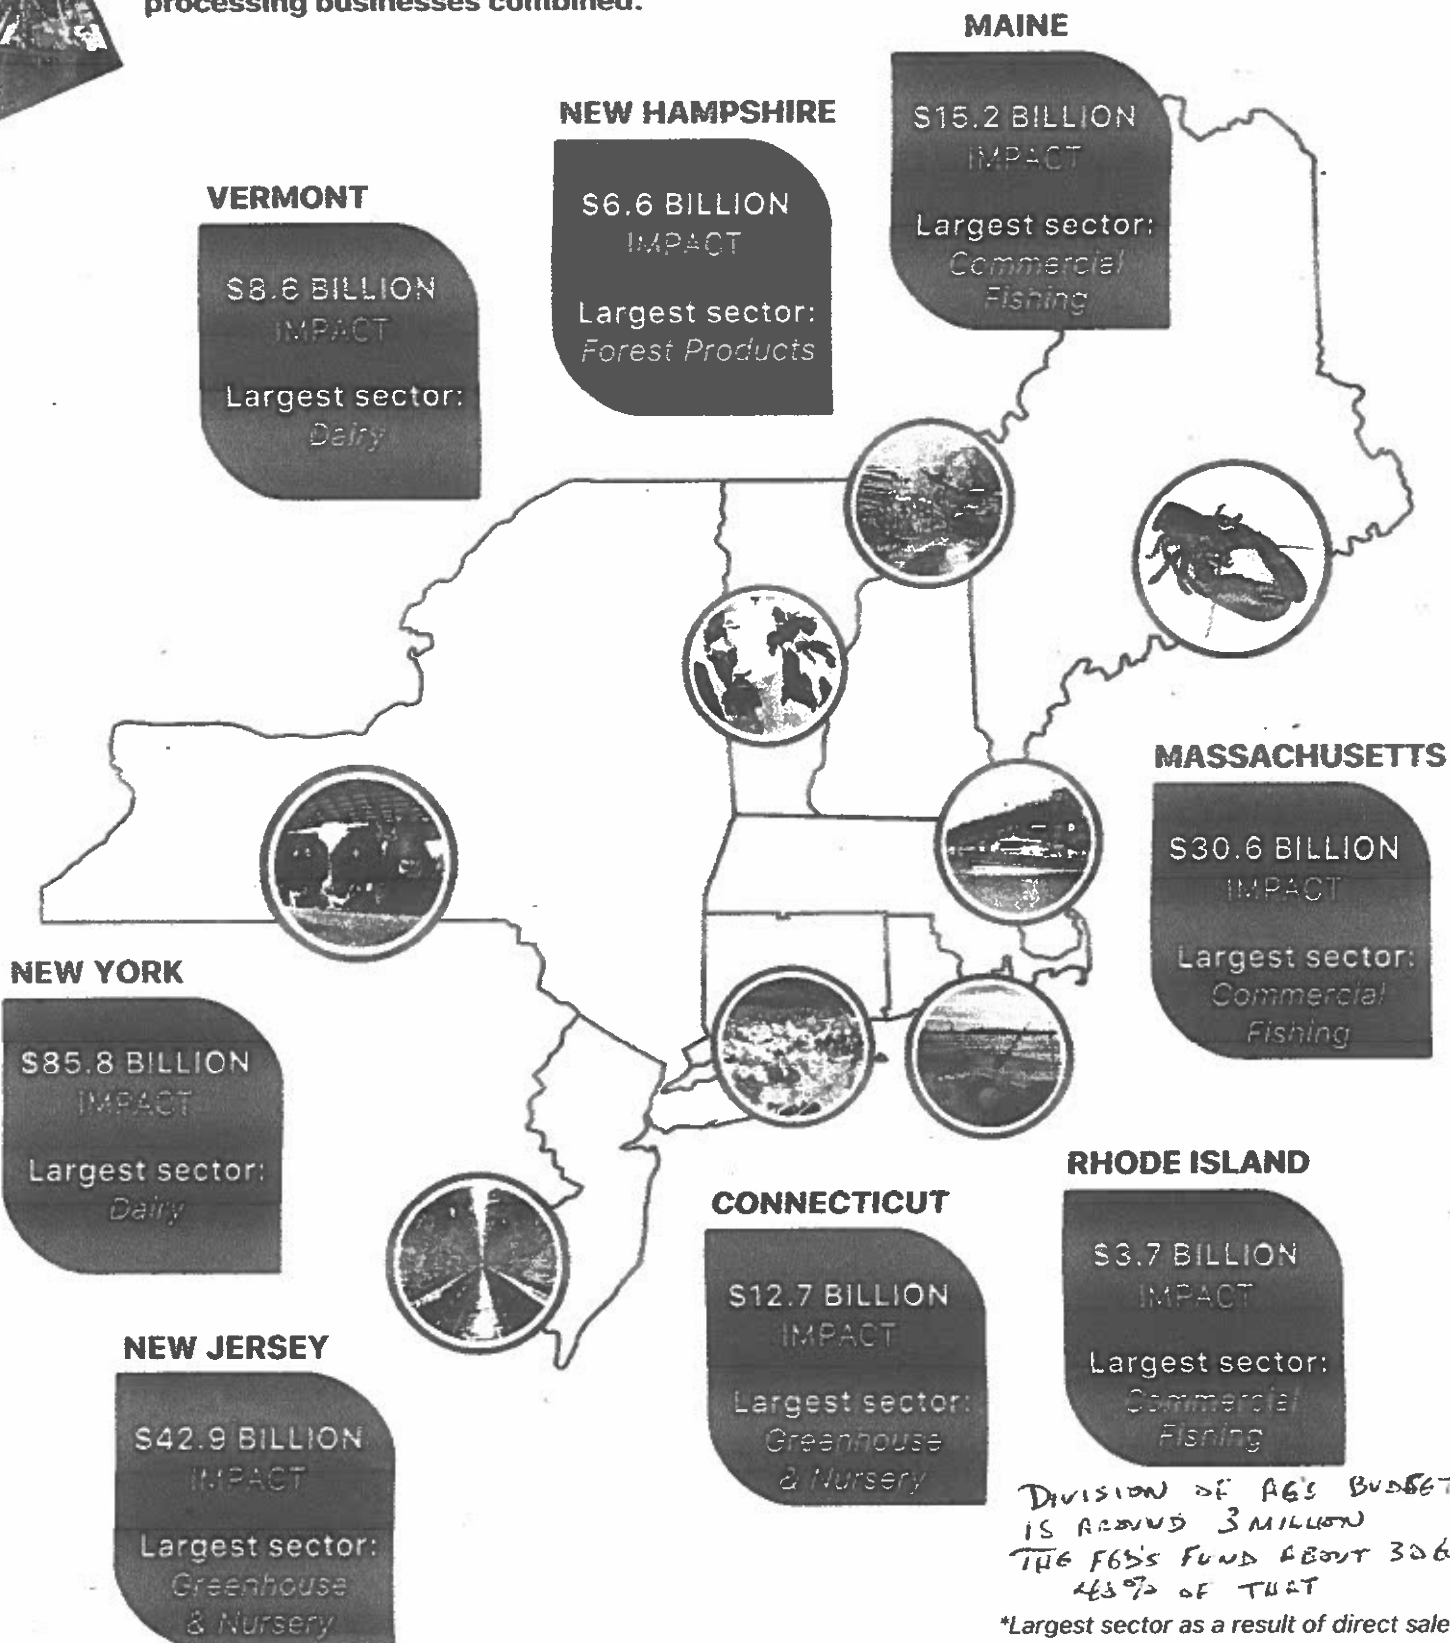 processing businesses combined.
MAINE
$15.2 BILLION
IMPACT
Largest sector:
Commercial
Fishing
NEW HAMPSHIRE
$6.6 BILLION
IMPACT
Largest sector:
Forest Products
VERMONT
$8.6 BILLION
IMPACT
Largest sector:
Dairy
MASSACHUSETTS
$30.6 BILLION
IMPACT
Largest sector:
Commercial
Fishing
NEW YORK
$85.8 BILLION
IMPACT
Largest sector:
Dairy
RHODE ISLAND
$3.7 BILLION
IMPACT
Largest sector:
Commercial
Fishing
CONNECTICUT
$12.7 BILLION
IMPACT
Largest sector:
Greenhouse
& Nursery
NEW JERSEY
$42.9 BILLION
IMPACT
Largest sector:
Greenhouse
& Nursery
DIVISION OF AG'S BUDGET
IS AROUND 3 MILLION
THE FED'S FUND ABOUT
% OF THAT
*Largest sector as a result of direct sale